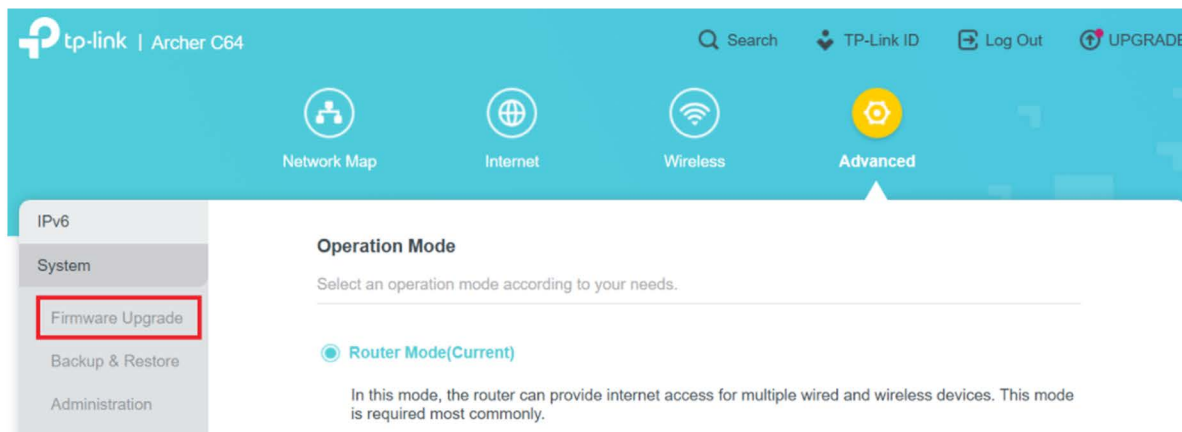 tp-link | Archer C64
Search TP-Link ID Log Out UPGRADE
Network Map Internet Wireless Advanced
IPv6
System
Firmware Upgrade
Backup & Restore
Administration
Operation Mode
Select an operation mode according to your needs.
Router Mode(Current)
In this mode, the router can provide internet access for multiple wired and wireless devices. This mode
is required most commonly.